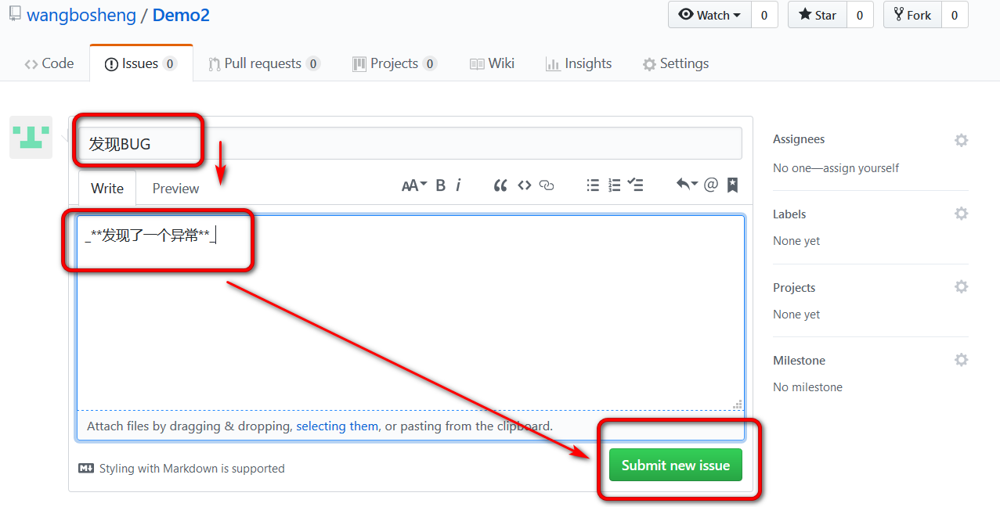 wangbosheng / Demo2
Watch 0 Star 0 Fork 0
Code Issues 0 Pull requests 0 Projects 0 Wiki Insights Settings
发现BUG
Write Preview
AA B i
_**发现了一个异常**_
Attach files by dragging & dropping, selecting them, or pasting from the clipboard.
Styling with Markdown is supported
Submit new issue
Assignees
No one—assign yourself
Labels
None yet
Projects
None yet
Milestone
No milestone